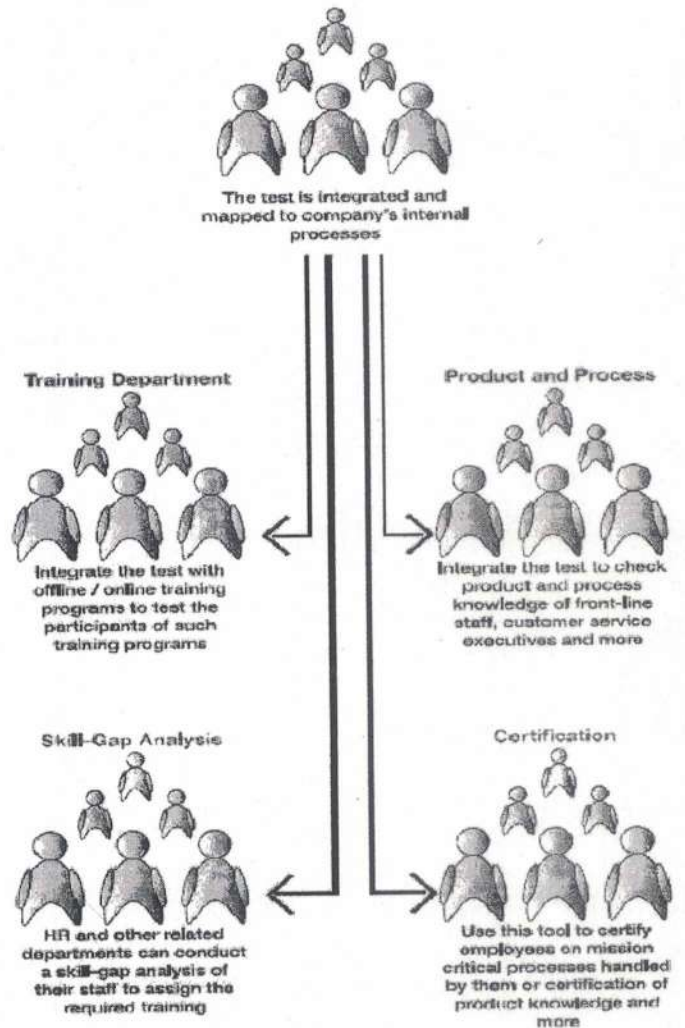 The test is integrated and
mapped to company's internal
processes
Training Department
Integrate the test with
offline / online training
programs to test the
participants of such
training programs
Product and Process
Integrate the test to check
product and process
knowledge of front-line
staff, customer service
executives and more
Skill-Gap Analysis
HR and other related
departments can conduct
a skill-gap analysis of
their staff to assign the
required training
Certification
Use this tool to certify
employees on mission
critical processes handled
by them or certification of
product knowledge and
more